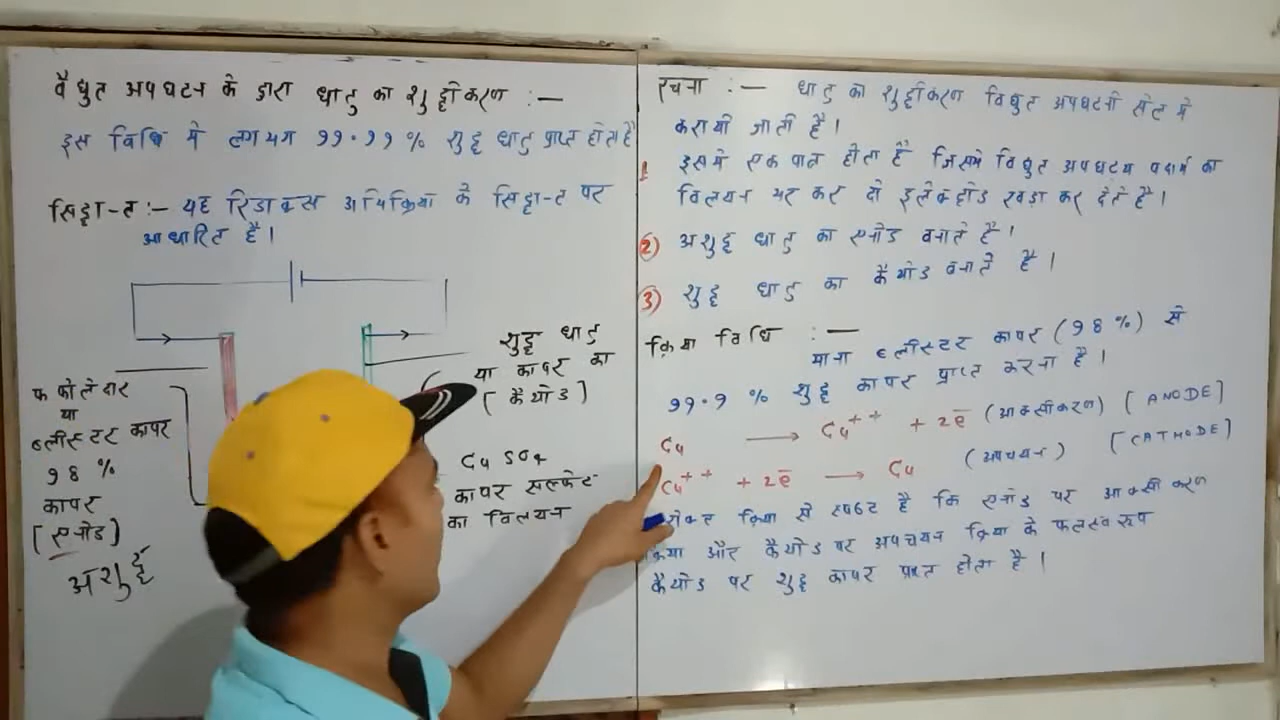 वैद्युत अपघटन के द्वारा धातु का शुद्दीकरण :—
इस विधि मे लगभग 99.99 % शुद्द धातु प्राप्त होता है
सिद्दान्त :— यह रिडाक्स अभिक्रिया के सिद्दान्त पर
आधारित है।
शुद्द धातु
या कापर का
[ कैथोड ]
फफोलेदार
या
ब्लीस्टर कापर
98 %
कापर
[ एनोड ]
अशुद्द
Cu SO4
कापर सल्फेट
का विलयन
रचना :— धातु का शुद्दीकरण विद्युत अपघटनी सेल मे
करायी जाती है।
1 इसमे एक पात्र होता है जिसमे विद्युत अपघट्य पदार्थ का
विलयन भर कर दो इलेक्ट्रोड खड़ा कर देते है।
2) अशुद्द धातु का एनोड बनाते है।
3) शुद्द धातु का कैथोड बनाते है।
क्रिया विधि :—
माना ब्लीस्टर कापर (98 %) से
99.9 % शुद्द कापर प्राप्त करना है।
Cu ⟶ Cu++ + 2e̅ (आक्सीकरण) [ ANODE ]
Cu++ + 2e̅ ⟶ Cu (अपचयन) [ CATHODE ]
क्रिया से स्पष्ट है कि एनोड पर आक्सीकरण
क्रिया और कैथोड पर अपचयन क्रिया के फलस्वरूप
कैथोड पर शुद्द कापर प्राप्त होता है।